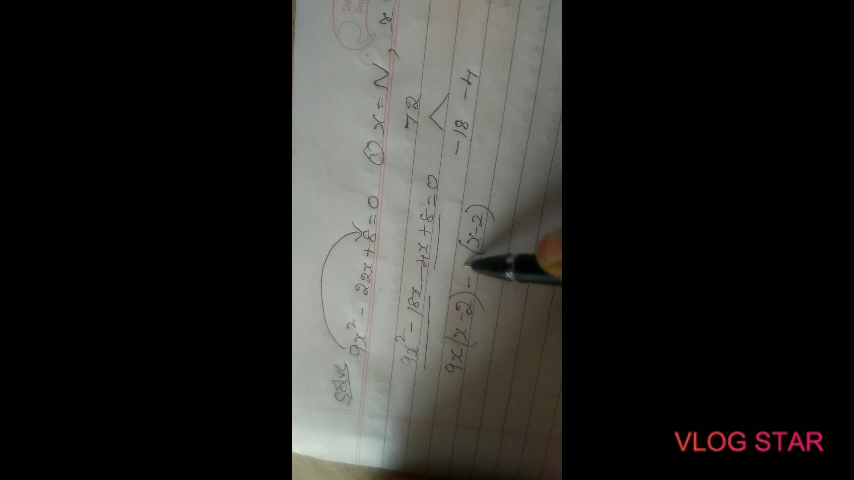 Solve
9x² - 22x + 8 = 0 ① x = N,
9x² - 18x - 4x + 8 = 0 72
9x(x-2) - (x-2) -18 -4
VLOG STAR